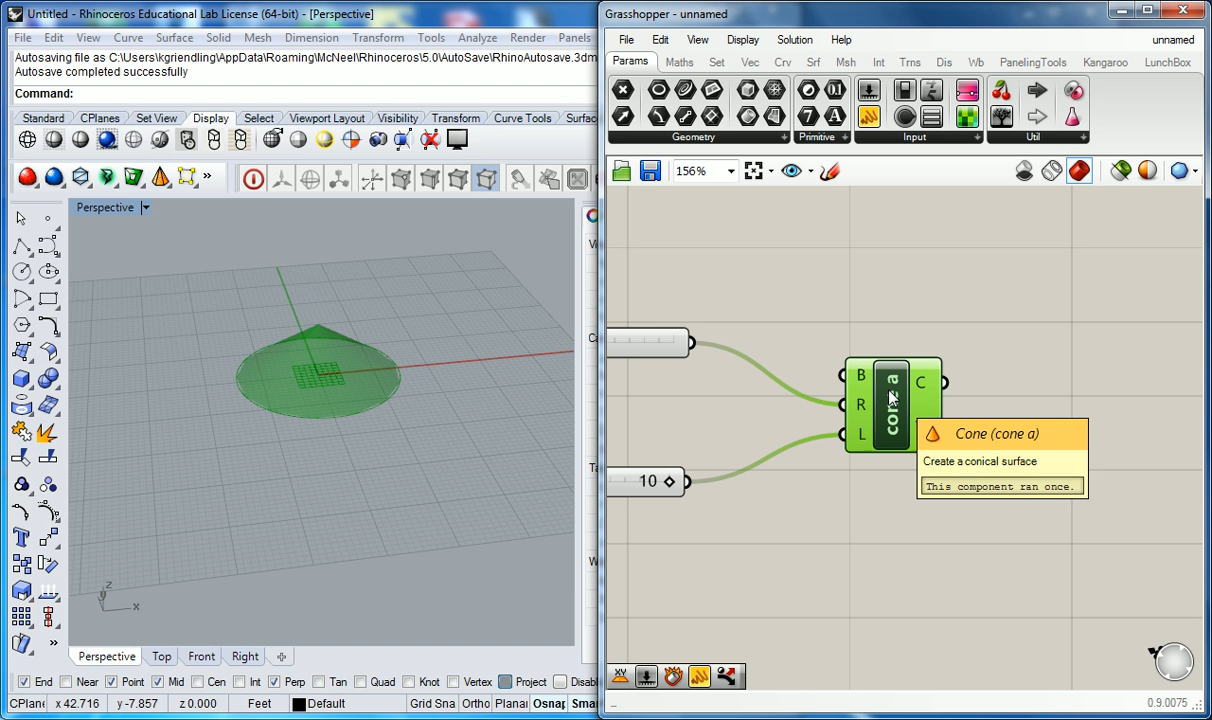 Untitled - Rhinoceros Educational Lab License (64-bit) - [Perspective]
File Edit View Curve Surface Solid Mesh Dimension Transform Tools Analyze Render Panels
Autosaving file as C:\Users\kgriendling\AppData\Roaming\McNeel\Rhinoceros\5.0\AutoSave\RhinoAutosave.3dm
Autosave completed successfully
Command:
Standard CPlanes Set View Display Select Viewport Layout Visibility Transform Curve Tools Surfac
Perspective
z
x
Perspective Top Front Right
End Near Point Mid Cen Int Perp Tan Quad Knot Vertex Project Disabl
CPlane x 42.716 y -7.857 z 0.000 Feet Default Grid Sna Ortho Planar Osnap Smar
Grasshopper - unnamed
File Edit View Display Solution Help unnamed
Params Maths Set Vec Crv Srf Msh Int Trns Dis Wb PanelingTools Kangaroo LunchBox
Geometry Primitive Input Util
156%
B
R
L
cone a
C
10
Cone (cone a)
Create a conical surface
This component ran once.
0.9.0075